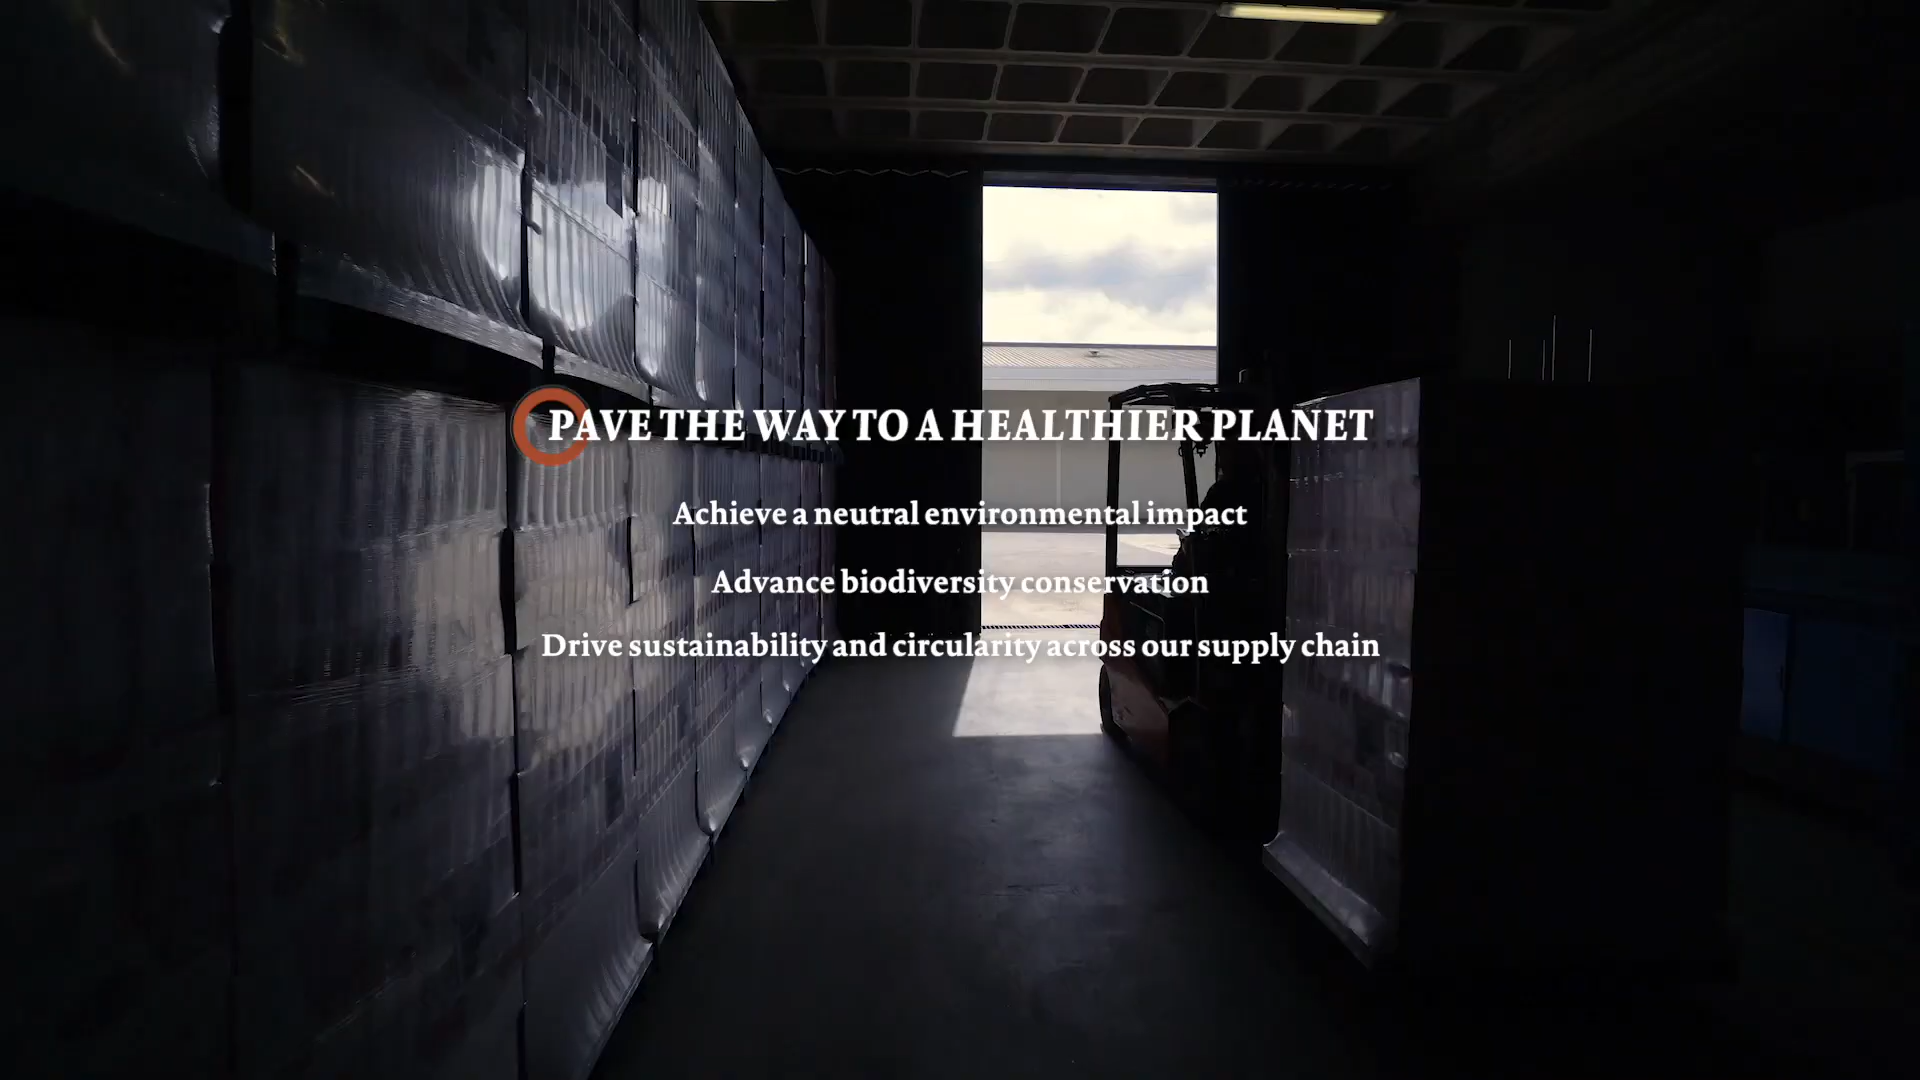 PAVE THE WAY TO A HEALTHIER PLANET
Achieve a neutral environmental impact
Advance biodiversity conservation
Drive sustainability and circularity across our supply chain